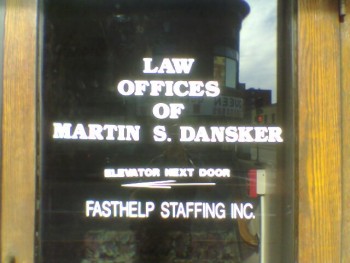 LAW
OFFICES
OF
MARTIN S. DANSKER
ELEVATOR NEXT DOOR
FASTHELP STAFFING INC.